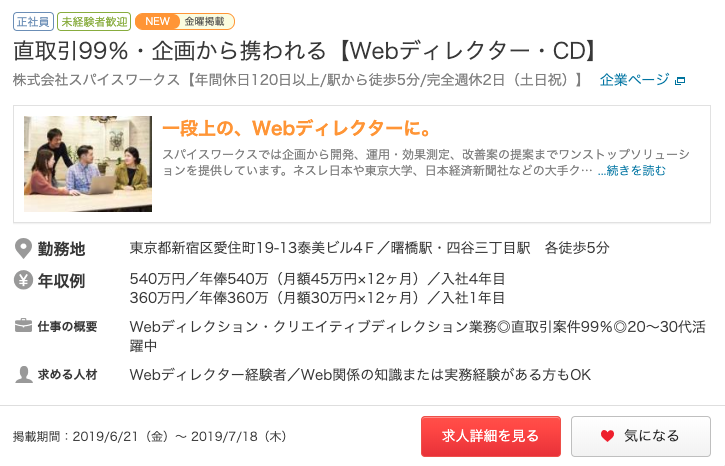 正社員 未経験者歓迎 NEW 金曜掲載
直取引99%・企画から携われる【Webディレクター・CD】
株式会社スパイスワークス【年間休日120日以上/駅から徒歩5分/完全週休2日（土日祝）】 企業ページ
一段上の、Webディレクターに。
スパイスワークスでは企画から開発、運用・効果測定、改善案の提案までワンストップソリューシ
ョンを提供しています。ネスレ日本や東京大学、日本経済新聞社などの大手ク… ...続きを読む
勤務地 東京都新宿区愛住町19-13泰美ビル4Ｆ／曙橋駅・四谷三丁目駅　各徒歩5分
年収例 540万円／年俸540万（月額45万円×12ヶ月）／入社4年目
360万円／年俸360万（月額30万円×12ヶ月）／入社1年目
仕事の概要 Webディレクション・クリエイティブディレクション業務◎直取引案件99%◎20〜30代活
躍中
求める人材 Webディレクター経験者／Web関係の知識または実務経験がある方もOK
掲載期間：2019/6/21（金）〜 2019/7/18（木） 求人詳細を見る 気になる